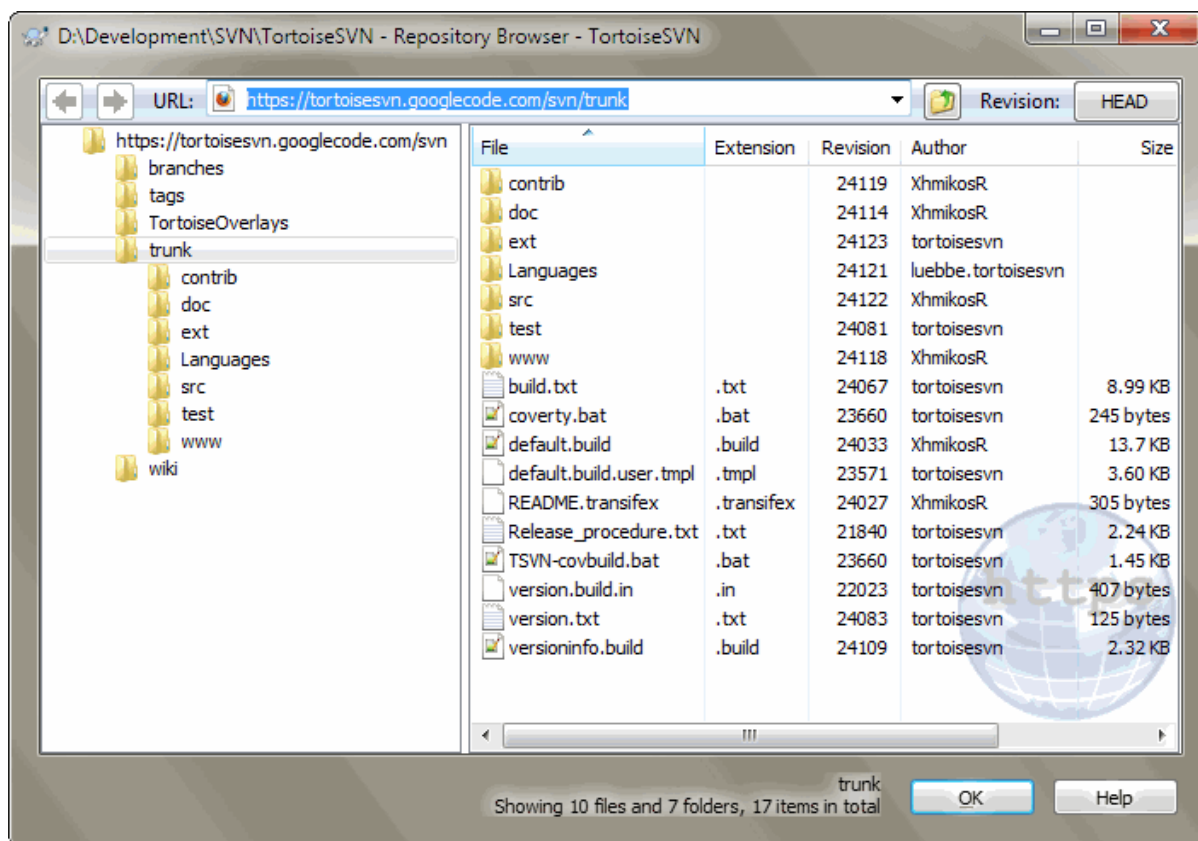 D:\Development\SVN\TortoiseSVN - Repository Browser - TortoiseSVN
URL: https://tortoisesvn.googlecode.com/svn/trunk Revision: HEAD
https://tortoisesvn.googlecode.com/svn
branches
tags
TortoiseOverlays
trunk
contrib
doc
ext
Languages
src
test
www
wiki
File Extension Revision Author Size
contrib 24119 XhmikosR
doc 24114 XhmikosR
ext 24123 tortoisesvn
Languages 24121 luebbe.tortoisesvn
src 24122 XhmikosR
test 24081 tortoisesvn
www 24118 XhmikosR
build.txt .txt 24067 tortoisesvn 8.99 KB
coverty.bat .bat 23660 tortoisesvn 245 bytes
default.build .build 24033 XhmikosR 13.7 KB
default.build.user.tmpl .tmpl 23571 tortoisesvn 3.60 KB
README.transifex .transifex 24027 XhmikosR 305 bytes
Release_procedure.txt .txt 21840 tortoisesvn 2.24 KB
TSVN-covbuild.bat .bat 23660 tortoisesvn 1.45 KB
version.build.in .in 22023 tortoisesvn 407 bytes
version.txt .txt 24083 tortoisesvn 125 bytes
versioninfo.build .build 24109 tortoisesvn 2.32 KB
https
trunk
Showing 10 files and 7 folders, 17 items in total
OK Help